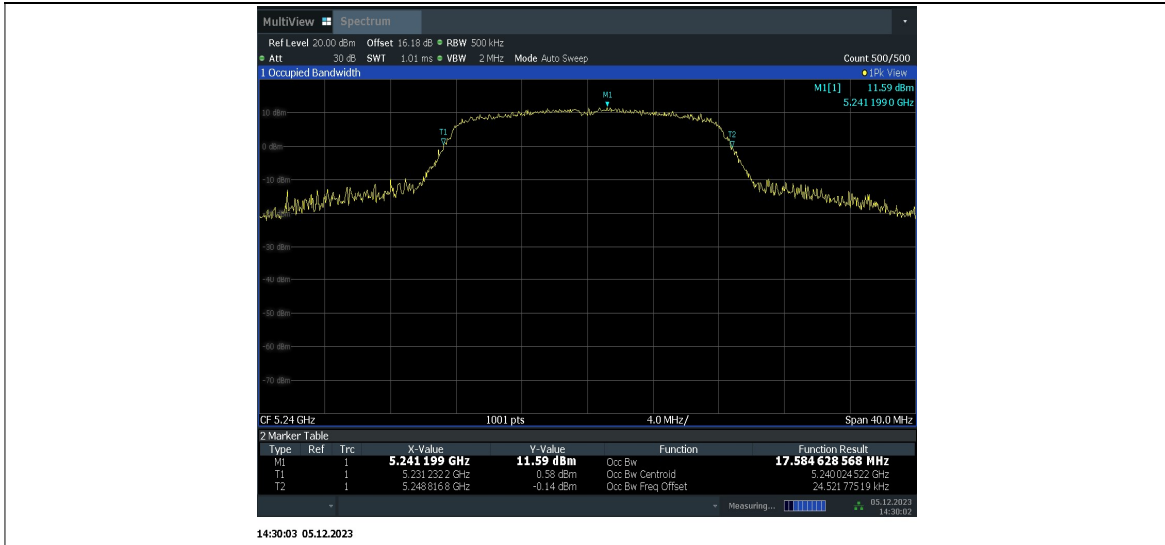 MultiView Spectrum
Ref Level 20.00 dBm Offset 16.18 dB RBW 500 kHz
Att 30 dB SWT 1.01 ms VBW 2 MHz Mode Auto Sweep Count 500/500
1 Occupied Bandwidth 1Pk View
M1[1] 11.59 dBm
5.241 199 0 GHz
M1
10 dBm
T1
T2
0 dBm
-10 dBm
-30 dBm
-40 dBm
-50 dBm
-60 dBm
-70 dBm
CF 5.24 GHz 1001 pts 4.0 MHz/ Span 40.0 MHz
2 Marker Table
Type Ref Trc X-Value Y-Value Function Function Result
M1 1 5.241 199 GHz 11.59 dBm Occ Bw 17.584 628 568 MHz
T1 1 5.231 232 2 GHz 0.58 dBm Occ Bw Centroid 5.240 024 522 GHz
T2 1 5.248 816 8 GHz -0.14 dBm Occ Bw Freq Offset 24.521 775 19 kHz
Measuring... 05.12.2023
14:30:02
14:30:03 05.12.2023